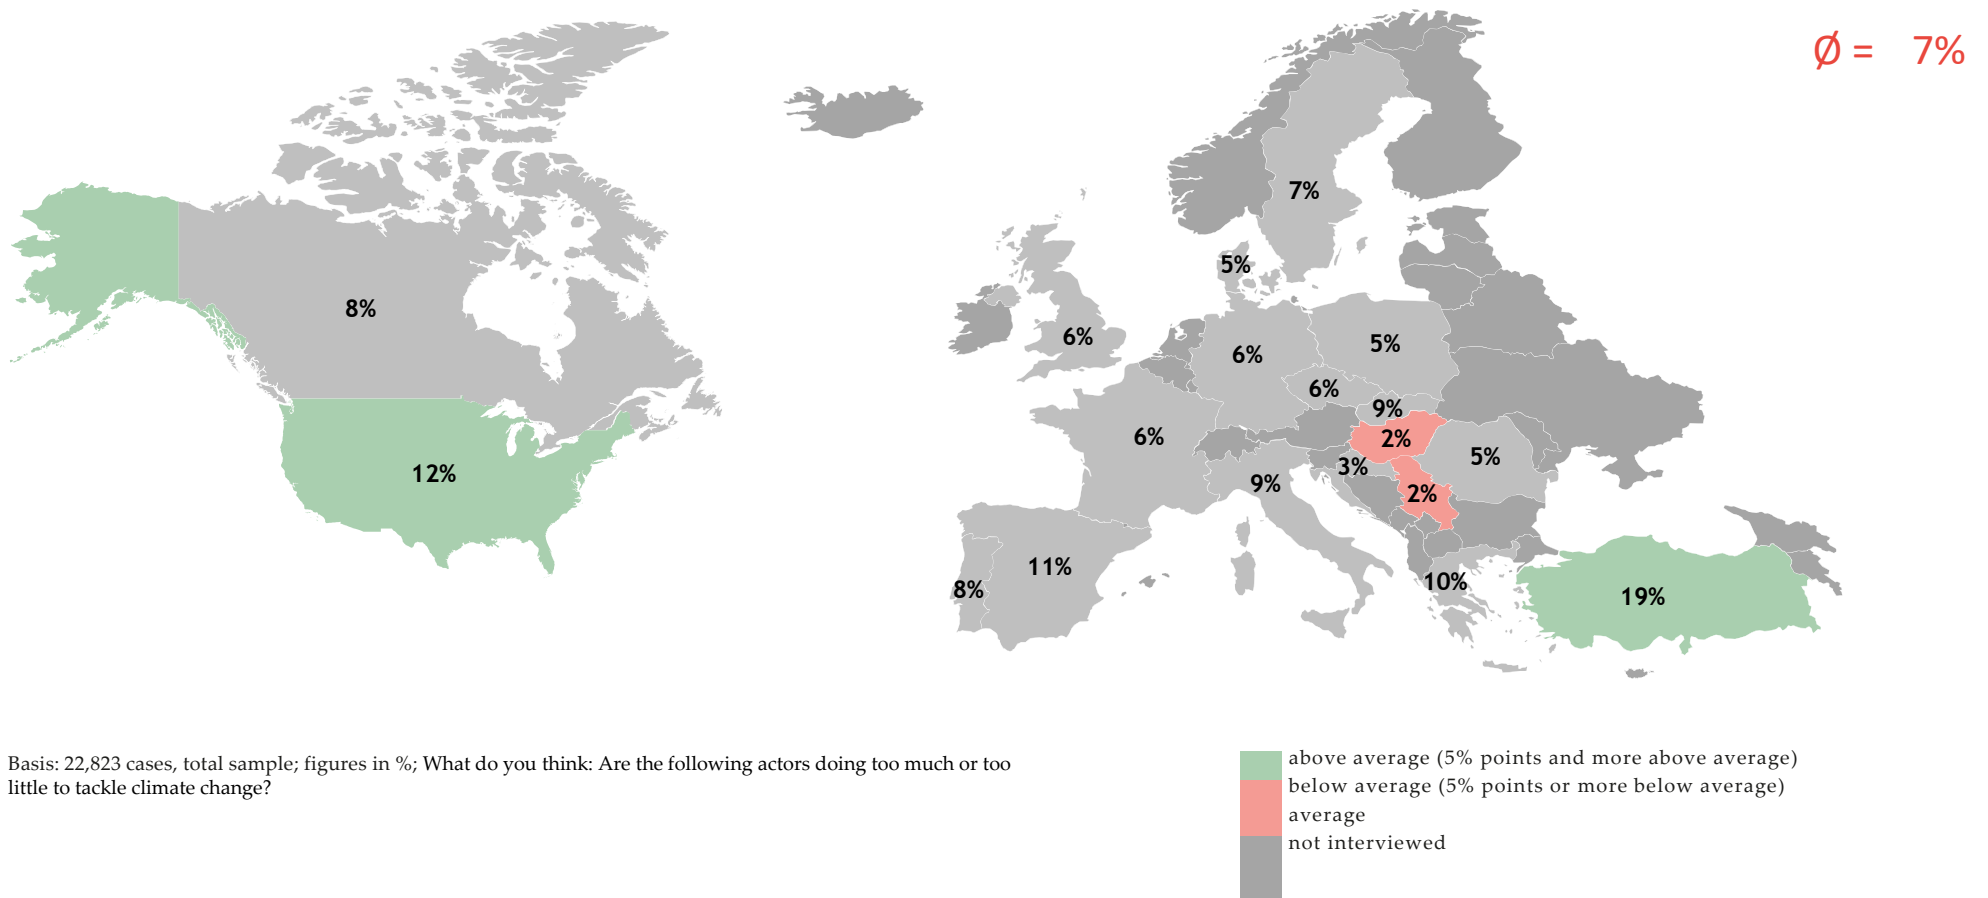 Ø = 7%
7%
5%
8%
6%
6%
5%
6%
9%
6%
2%
5%
3%
12%
9%
2%
11%
10%
8%
19%
Basis: 22,823 cases, total sample; figures in %; What do you think: Are the following actors doing too much or too
little to tackle climate change?
above average (5% points and more above average)
below average (5% points or more below average)
average
not interviewed